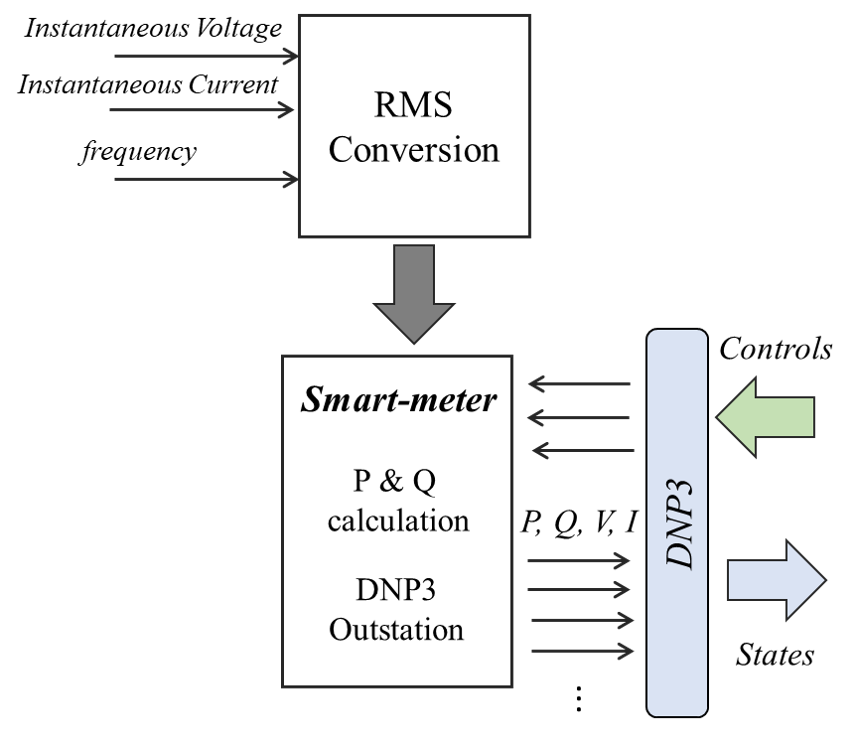 Instantaneous Voltage
Instantaneous Current
frequency
RMS
Conversion
Smart-meter
P & Q
calculation
DNP3
Outstation
P, Q, V, I
DNP3
Controls
States